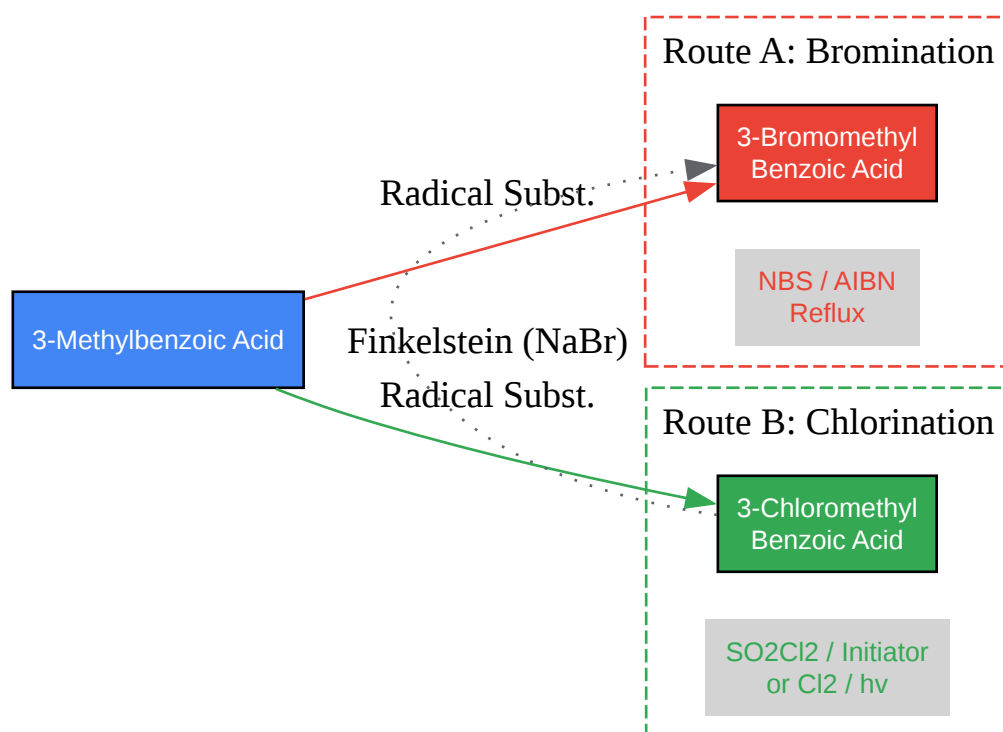 Route A: Bromination
3-Bromomethyl
Benzoic Acid
Radical Subst.
NBS / AIBN
Reflux
3-Methylbenzoic Acid
Finkelstein (NaBr)
Radical Subst.
Route B: Chlorination
3-Chloromethyl
Benzoic Acid
SO2Cl2 / Initiator
or Cl2 / hv